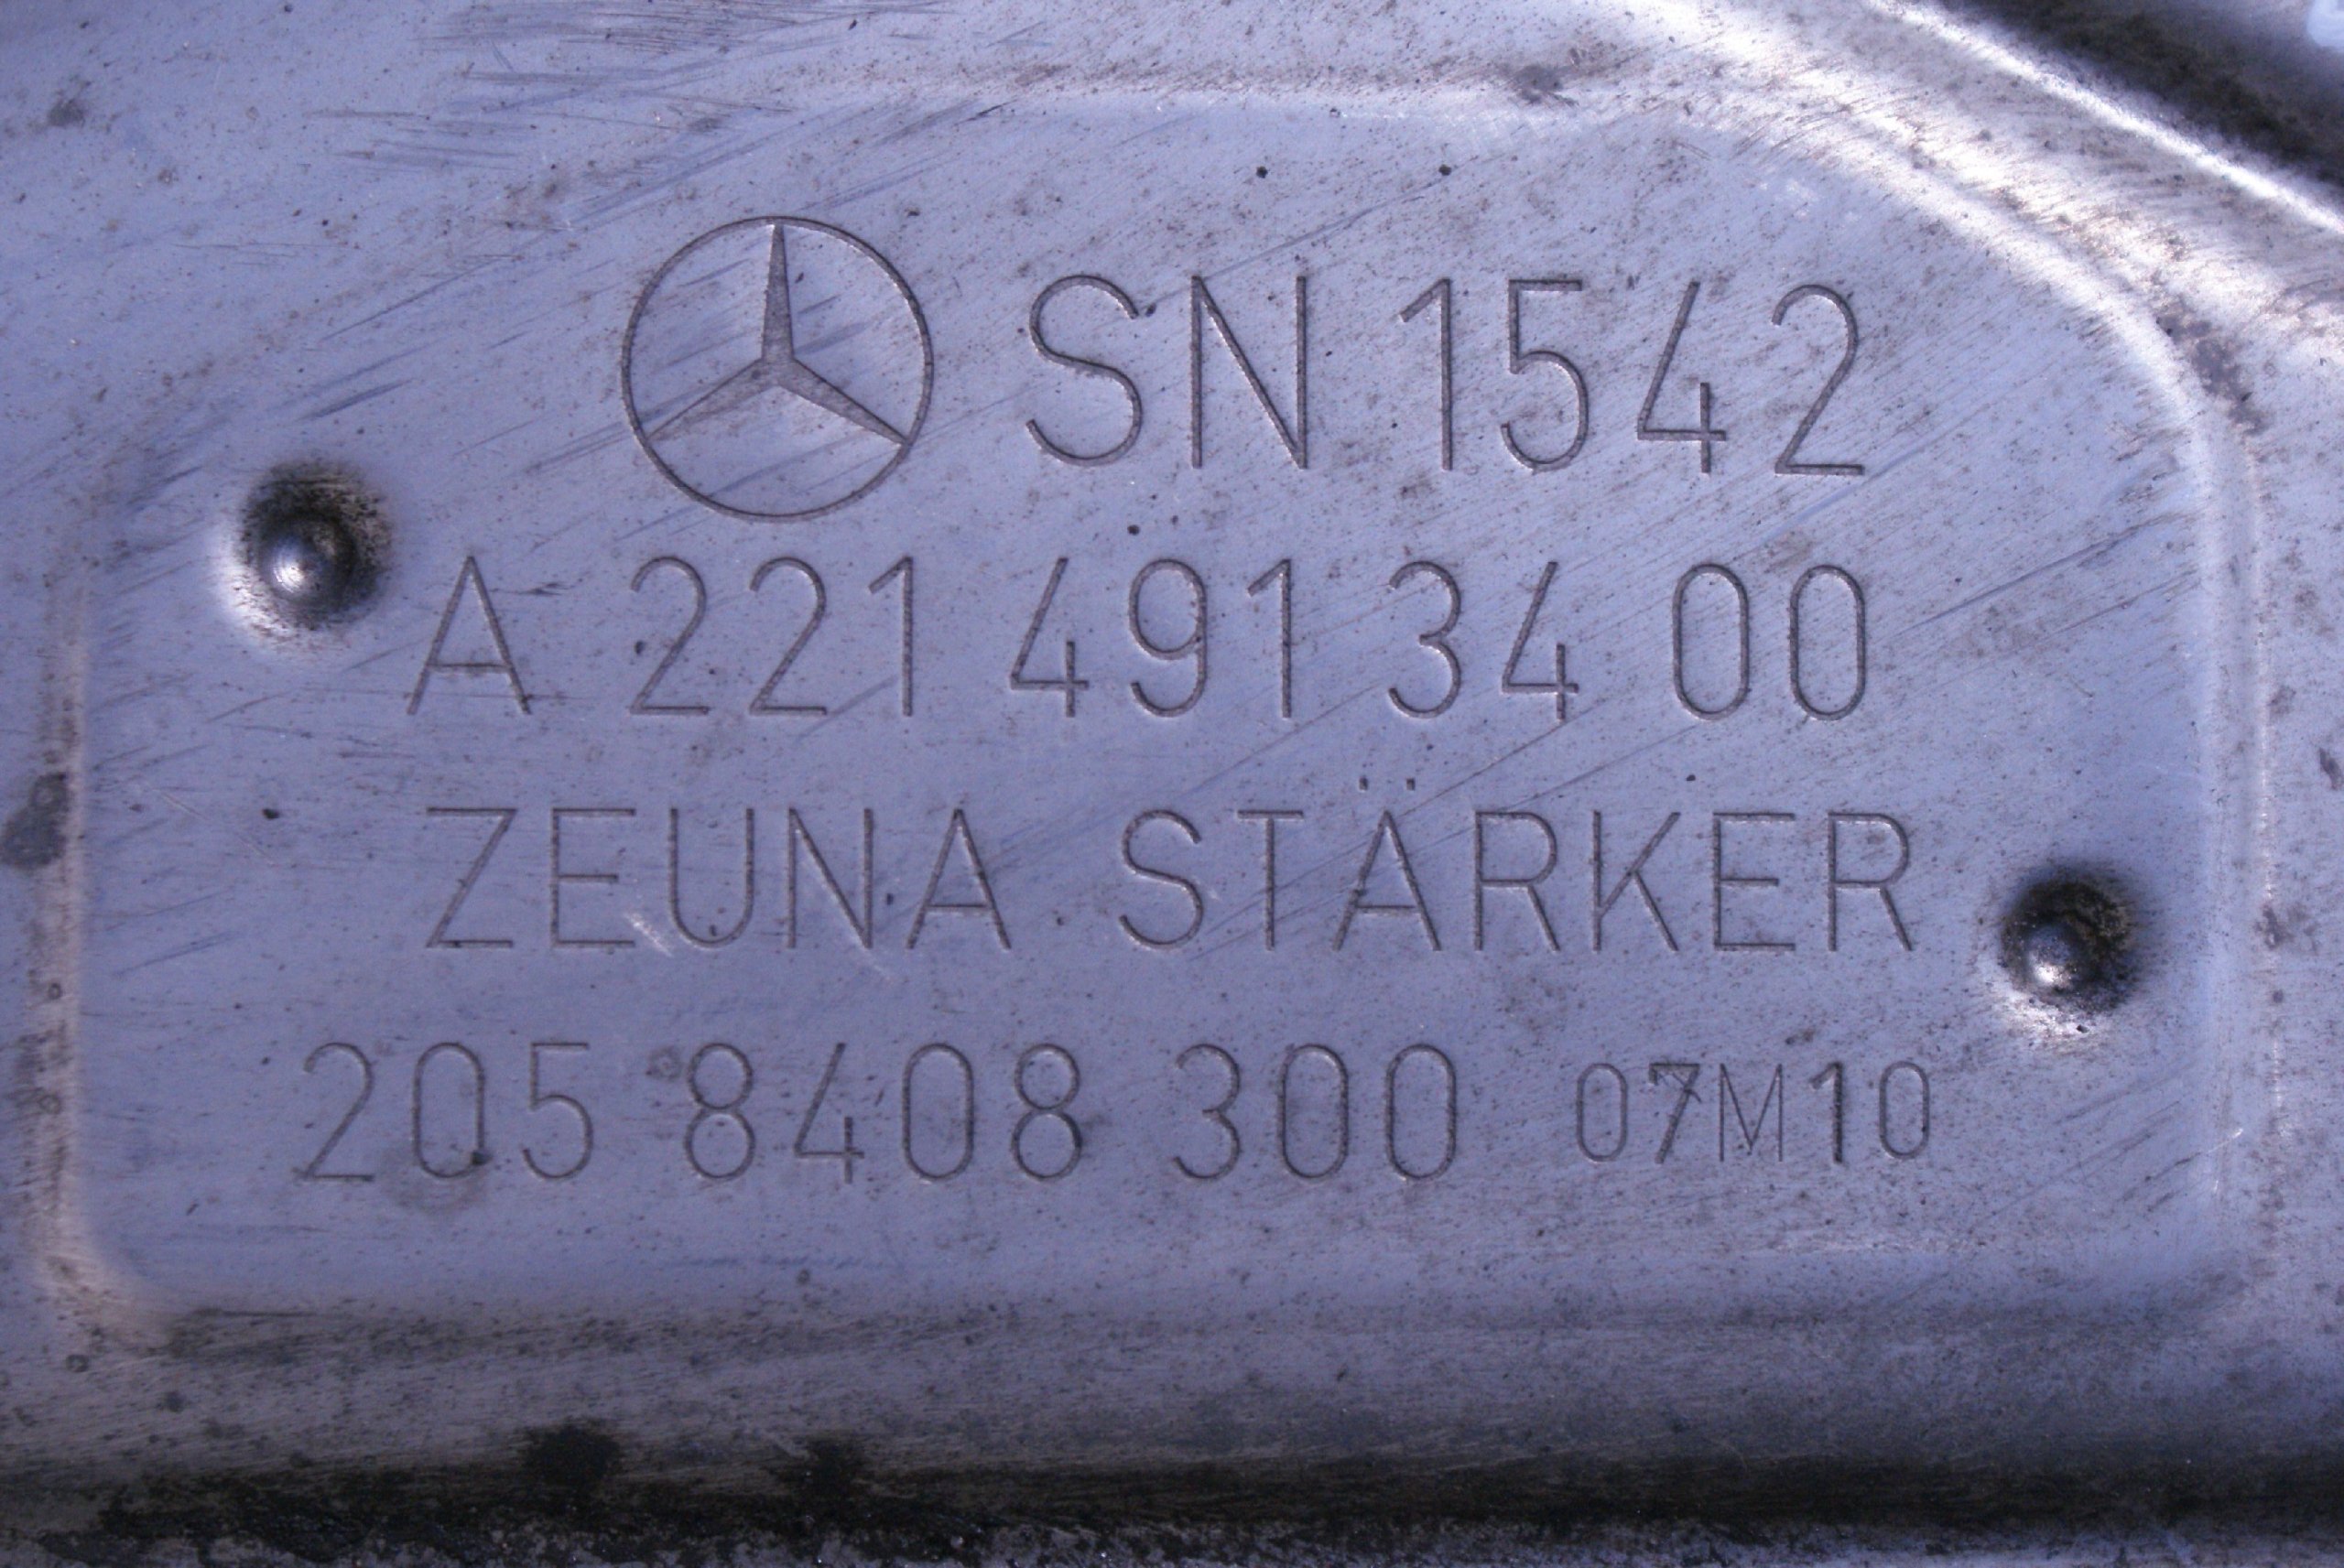 SN 1542
A 221 491 34 00
ZEUNA STÄRKER
205 8408 300 07M10